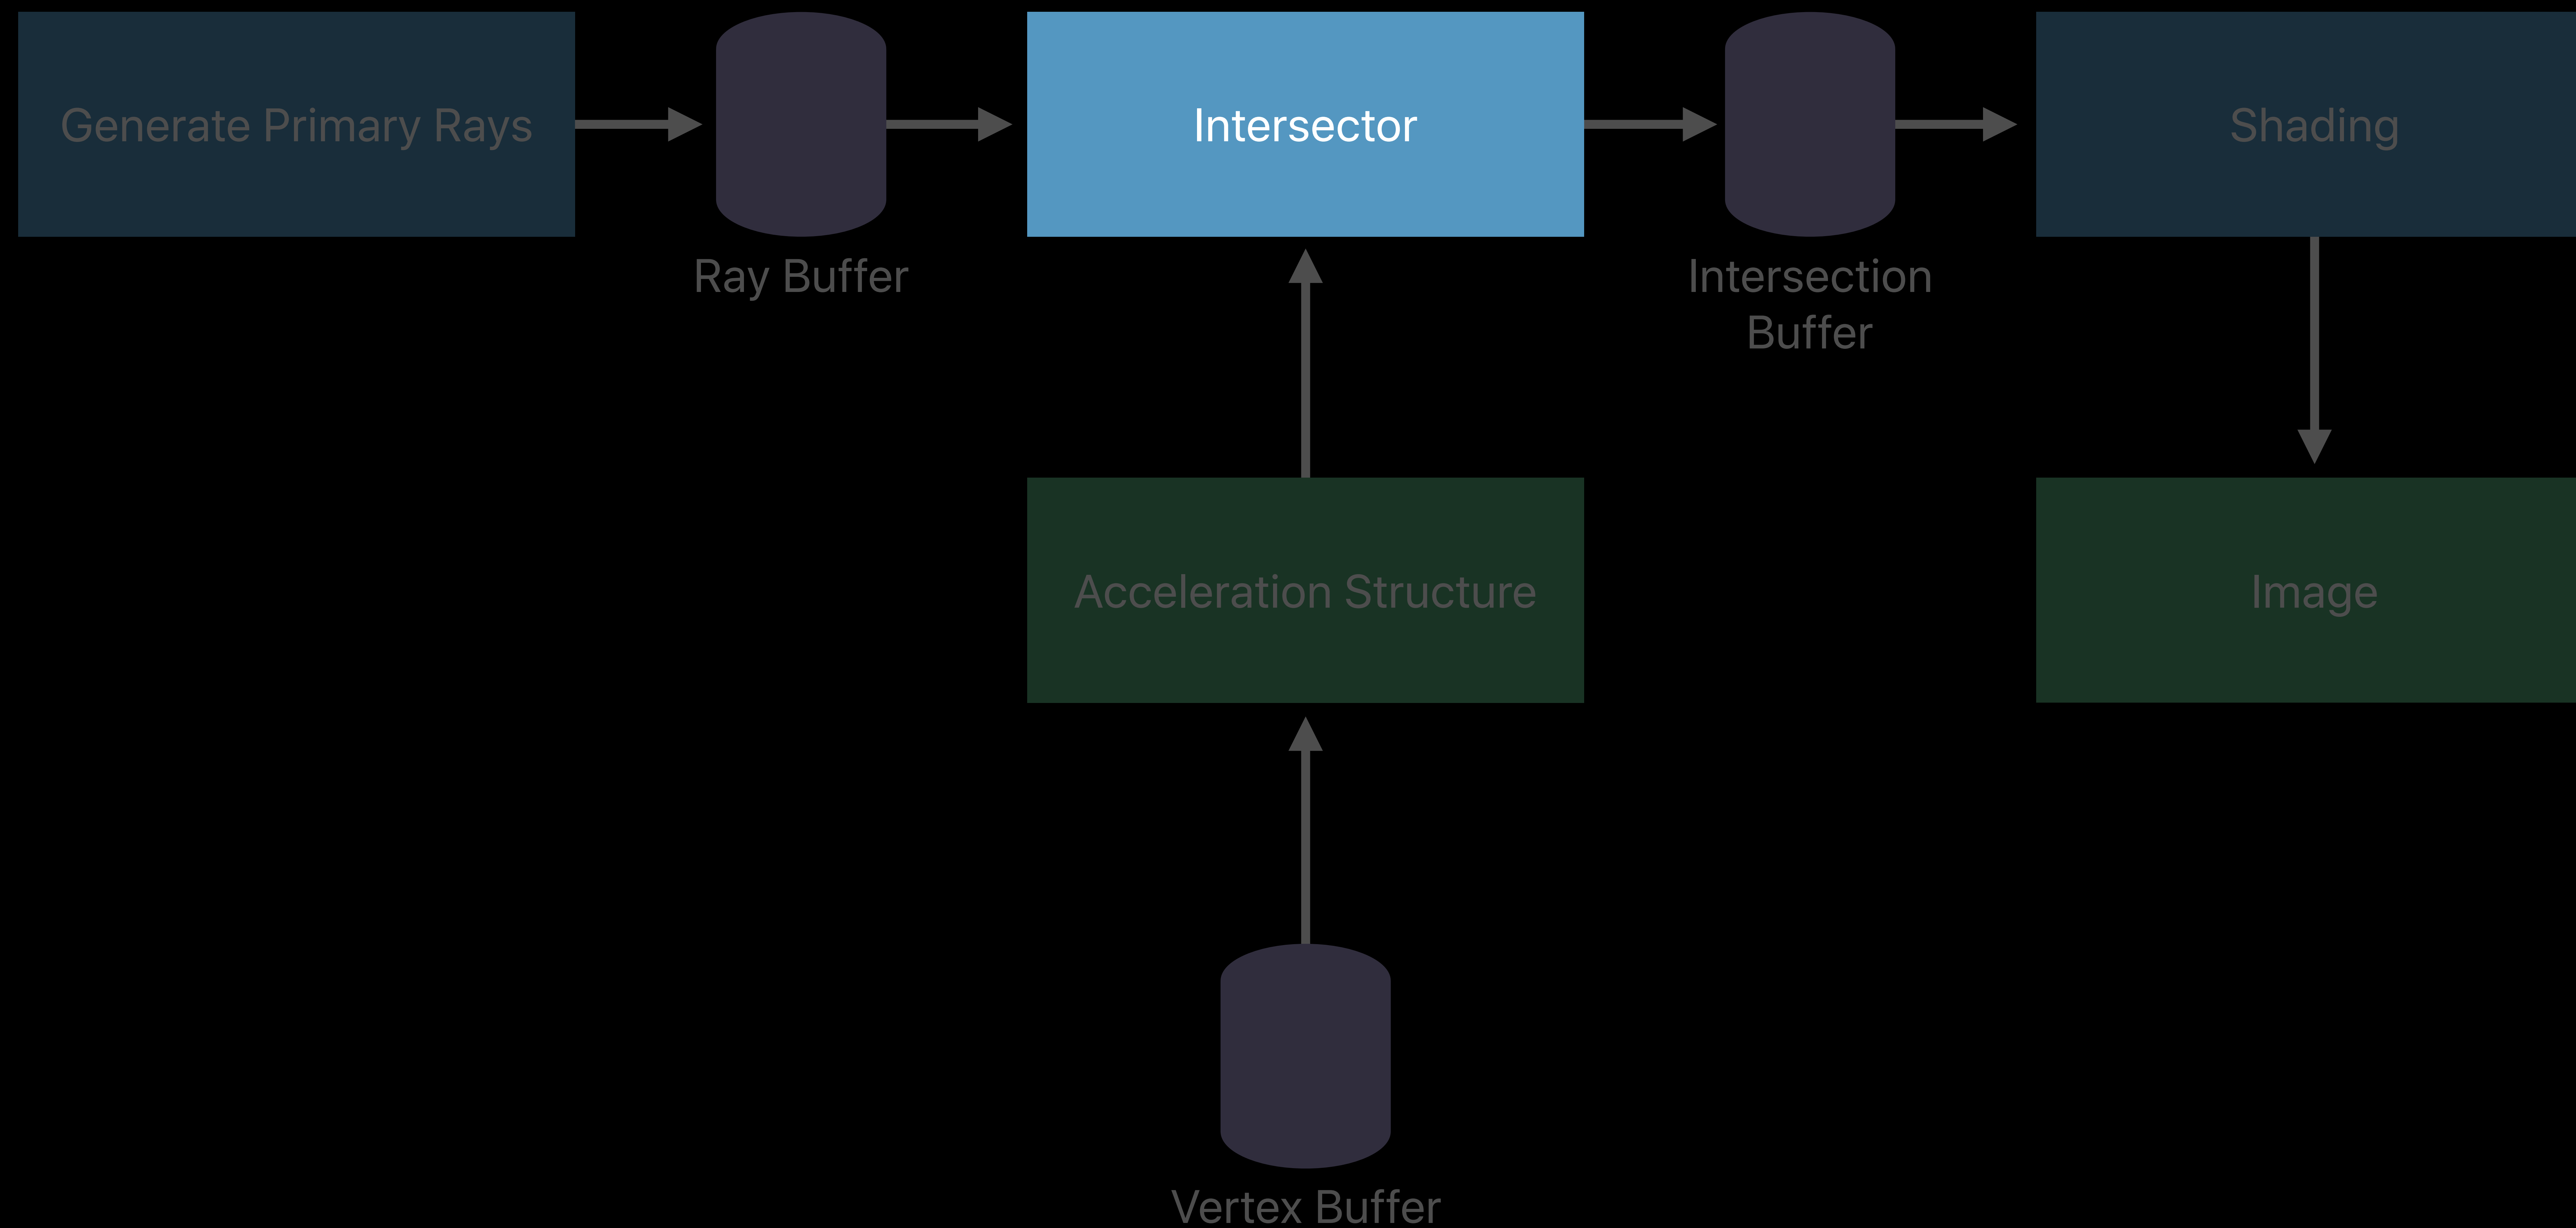 Generate Primary Rays
Intersector
Shading
Ray Buffer
Intersection
Buffer
Acceleration Structure
Image
Vertex Buffer